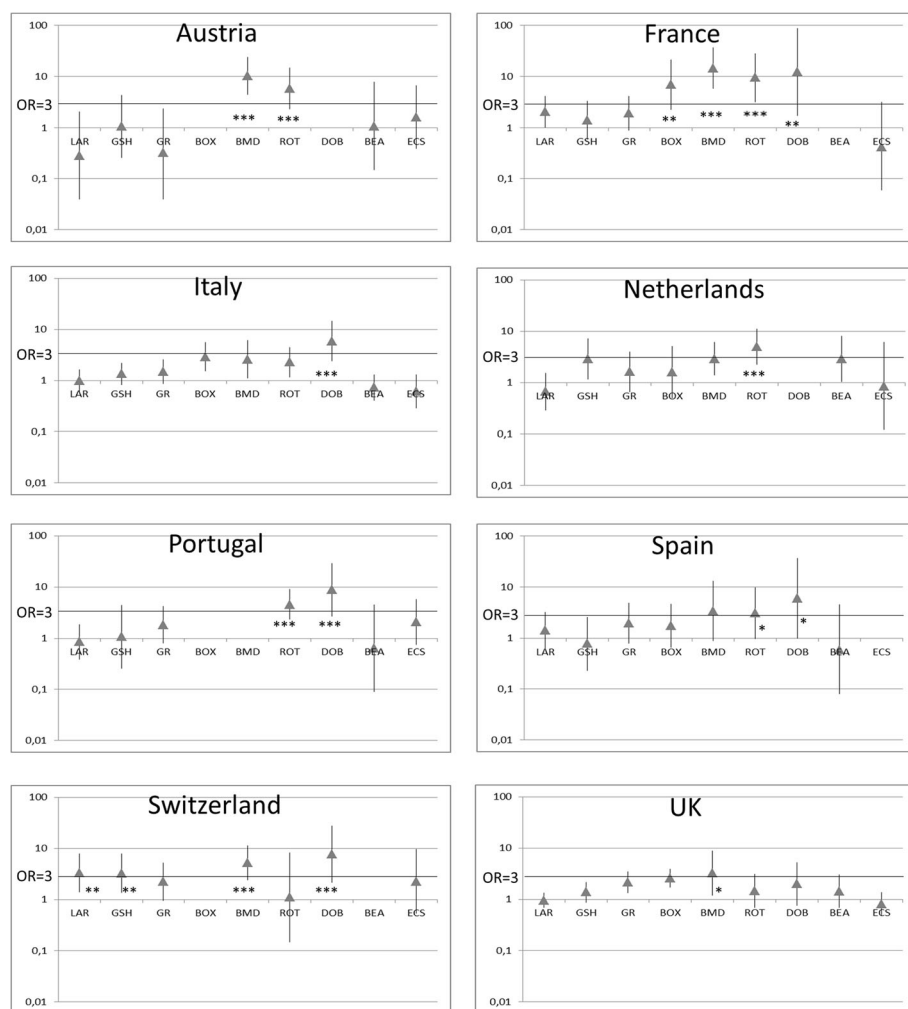 Austria
100
10
OR=3
1
0,1
0,01
LAR GSH GR BOX BMD ROT DOB BEA ECS
*** ***
France
100
10
OR=3
1
0,1
0,01
LAR GSH GR BOX BMD ROT DOB BEA ECS
** *** *** **
Italy
100
10
OR=3
1
0,1
0,01
LAR GSH GR BOX BMD ROT DOB BEA ECS
***
Netherlands
100
10
OR=3
1
0,1
0,01
LAR GSH GR BOX BMD ROT DOB BEA ECS
***
Portugal
100
10
OR=3
1
0,1
0,01
LAR GSH GR BOX BMD ROT DOB BEA ECS
*** ***
Spain
100
10
OR=3
1
0,1
0,01
LAR GSH GR BOX BMD ROT DOB BEA ECS
* *
Switzerland
100
10
OR=3
1
0,1
0,01
LAR GSH GR BOX BMD ROT DOB BEA ECS
** ** *** ***
UK
100
10
OR=3
1
0,1
0,01
LAR GSH GR BOX BMD ROT DOB BEA ECS
*